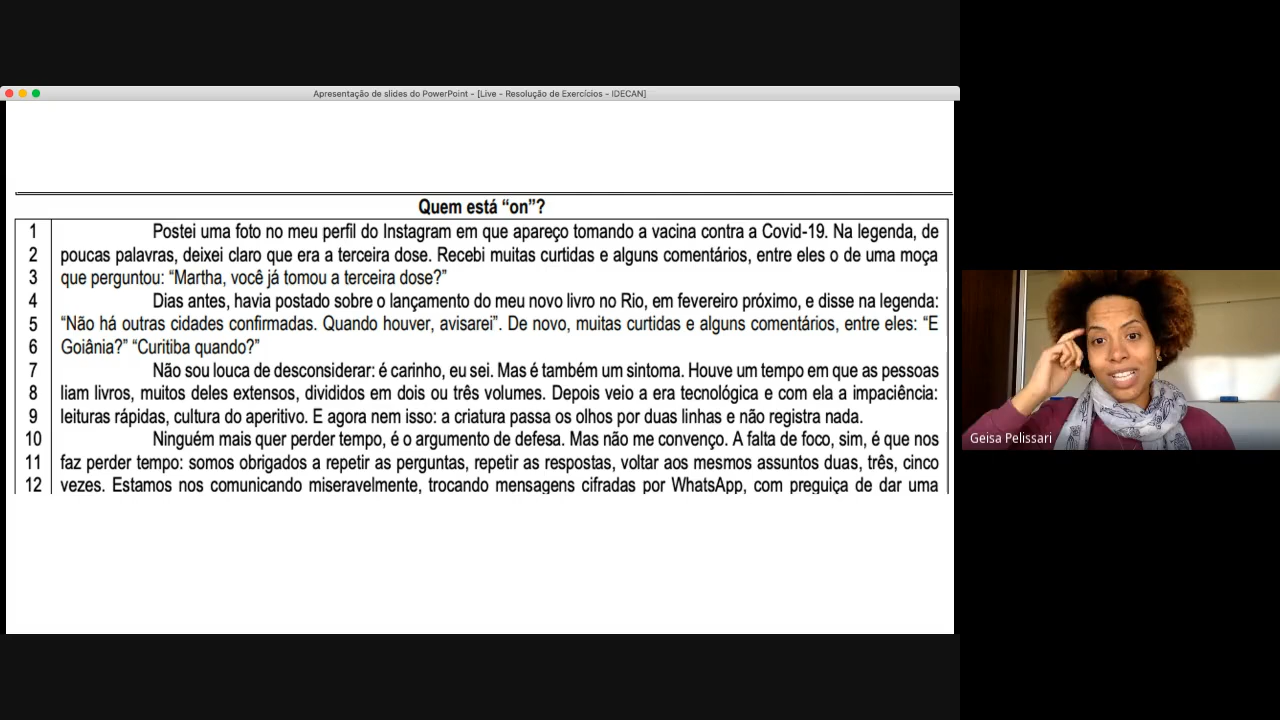 Apresentação de slides do PowerPoint - [Live - Resolução de Exercícios - IDECAN]
Quem está “on”?
1 Postei uma foto no meu perfil do Instagram em que apareço tomando a vacina contra a Covid-19. Na legenda, de
2 poucas palavras, deixei claro que era a terceira dose. Recebi muitas curtidas e alguns comentários, entre eles o de uma moça
3 que perguntou: “Martha, você já tomou a terceira dose?”
4 Dias antes, havia postado sobre o lançamento do meu novo livro no Rio, em fevereiro próximo, e disse na legenda:
5 “Não há outras cidades confirmadas. Quando houver, avisarei”. De novo, muitas curtidas e alguns comentários, entre eles: “E
6 Goiânia?” “Curitiba quando?”
7 Não sou louca de desconsiderar: é carinho, eu sei. Mas é também um sintoma. Houve um tempo em que as pessoas
8 liam livros, muitos deles extensos, divididos em dois ou três volumes. Depois veio a era tecnológica e com ela a impaciência:
9 leituras rápidas, cultura do aperitivo. E agora nem isso: a criatura passa os olhos por duas linhas e não registra nada.
10 Ninguém mais quer perder tempo, é o argumento de defesa. Mas não me convenço. A falta de foco, sim, é que nos
11 faz perder tempo: somos obrigados a repetir as perguntas, repetir as respostas, voltar aos mesmos assuntos duas, três, cinco
12 vezes. Estamos nos comunicando miseravelmente, trocando mensagens cifradas por WhatsApp, com preguiça de dar uma
Geisa Pelissari